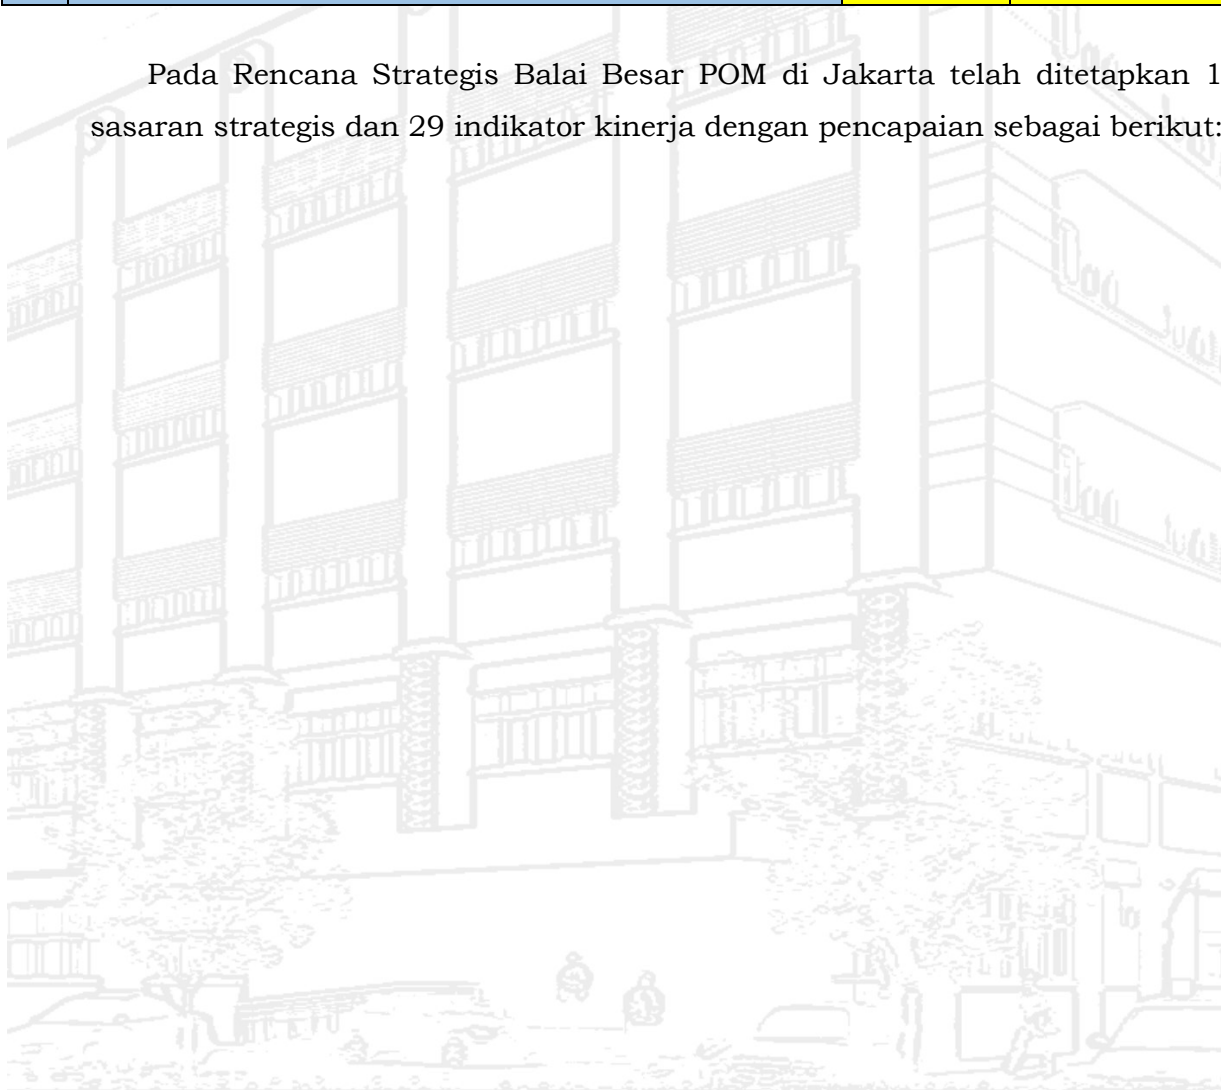 Pada Rencana Strategis Balai Besar POM di Jakarta telah ditetapkan 1
sasaran strategis dan 29 indikator kinerja dengan pencapaian sebagai berikut: